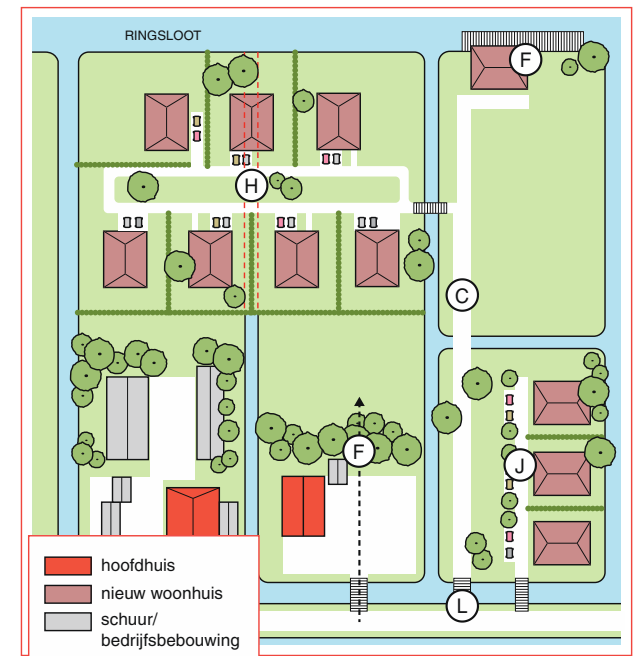 RINGSLOOT
F
H
C
F
J
L
hoofdhuis
nieuw woonhuis
schuur/
bedrijfsbebouwing